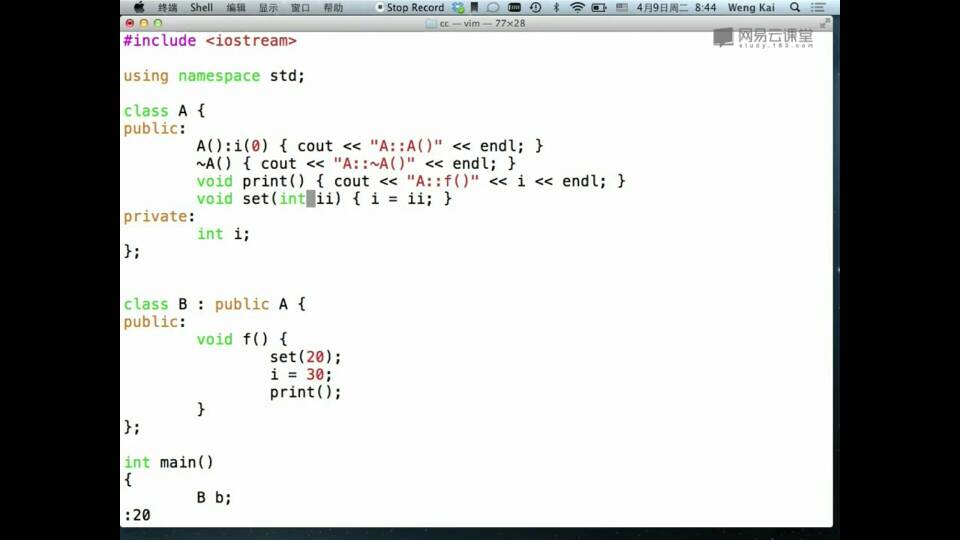 终端 Shell 编辑 显示 窗口 帮助 Stop Record 4月9日周二 8:44 Weng Kai
cc — vim — 77×28
网易云课堂
study.163.com
#include <iostream>
using namespace std;
class A {
public:
A():i(0) { cout << "A::A()" << endl; }
~A() { cout << "A::~A()" << endl; }
void print() { cout << "A::f()" << i << endl; }
void set(int ii) { i = ii; }
private:
int i;
};
class B : public A {
public:
void f() {
set(20);
i = 30;
print();
}
};
int main()
{
B b;
:20